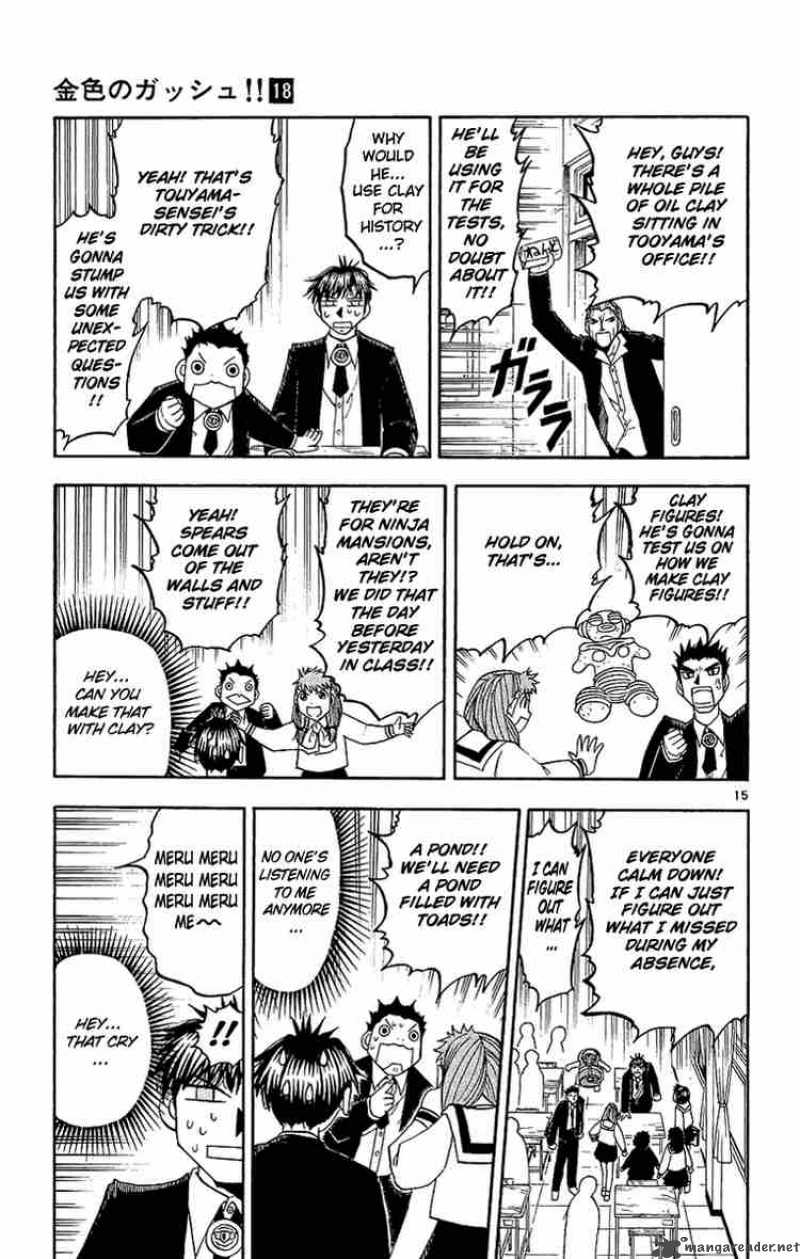 金色のガッシュ!! 18
HEY, GUYS!
THERE'S A
WHOLE PILE
OF OIL CLAY
SITTING IN
TOOYAMA'S
OFFICE!!
HE'LL
BE
USING
IT FOR
THE
TESTS,
NO
DOUBT
ABOUT
IT!!
ねんど
ガララ
WHY
WOULD
HE...
USE CLAY
FOR
HISTORY
...?
YEAH! THAT'S
TOUYAMA-
SENSEI'S
DIRTY TRICK!!
HE'S
GONNA
STUMP
US WITH
SOME
UNEX-
PECTED
QUES-
TIONS
!!
CLAY
FIGURES!
HE'S GONNA
TEST US ON
HOW WE
MAKE CLAY
FIGURES!!
HOLD ON,
THAT'S...
THEY'RE
FOR NINJA
MANSIONS,
AREN'T
THEY!?
WE DID THAT
THE DAY
BEFORE
YESTERDAY
IN CLASS!!
YEAH!
SPEARS
COME OUT
OF THE
WALLS AND
STUFF!!
HEY...
CAN YOU
MAKE THAT
WITH CLAY?
15
EVERYONE
CALM DOWN!
IF I CAN JUST
FIGURE OUT
WHAT I MISSED
DURING MY
ABSENCE,
I CAN
FIGURE
OUT
WHAT
...
A POND!!
WE'LL NEED
A POND
FILLED WITH
TOADS!!
NO ONE'S
LISTENING
TO ME
ANYMORE
...
MERU MERU
MERU MERU
MERU MERU
ME~
!!
HEY...
THAT CRY
...
mangareader.net